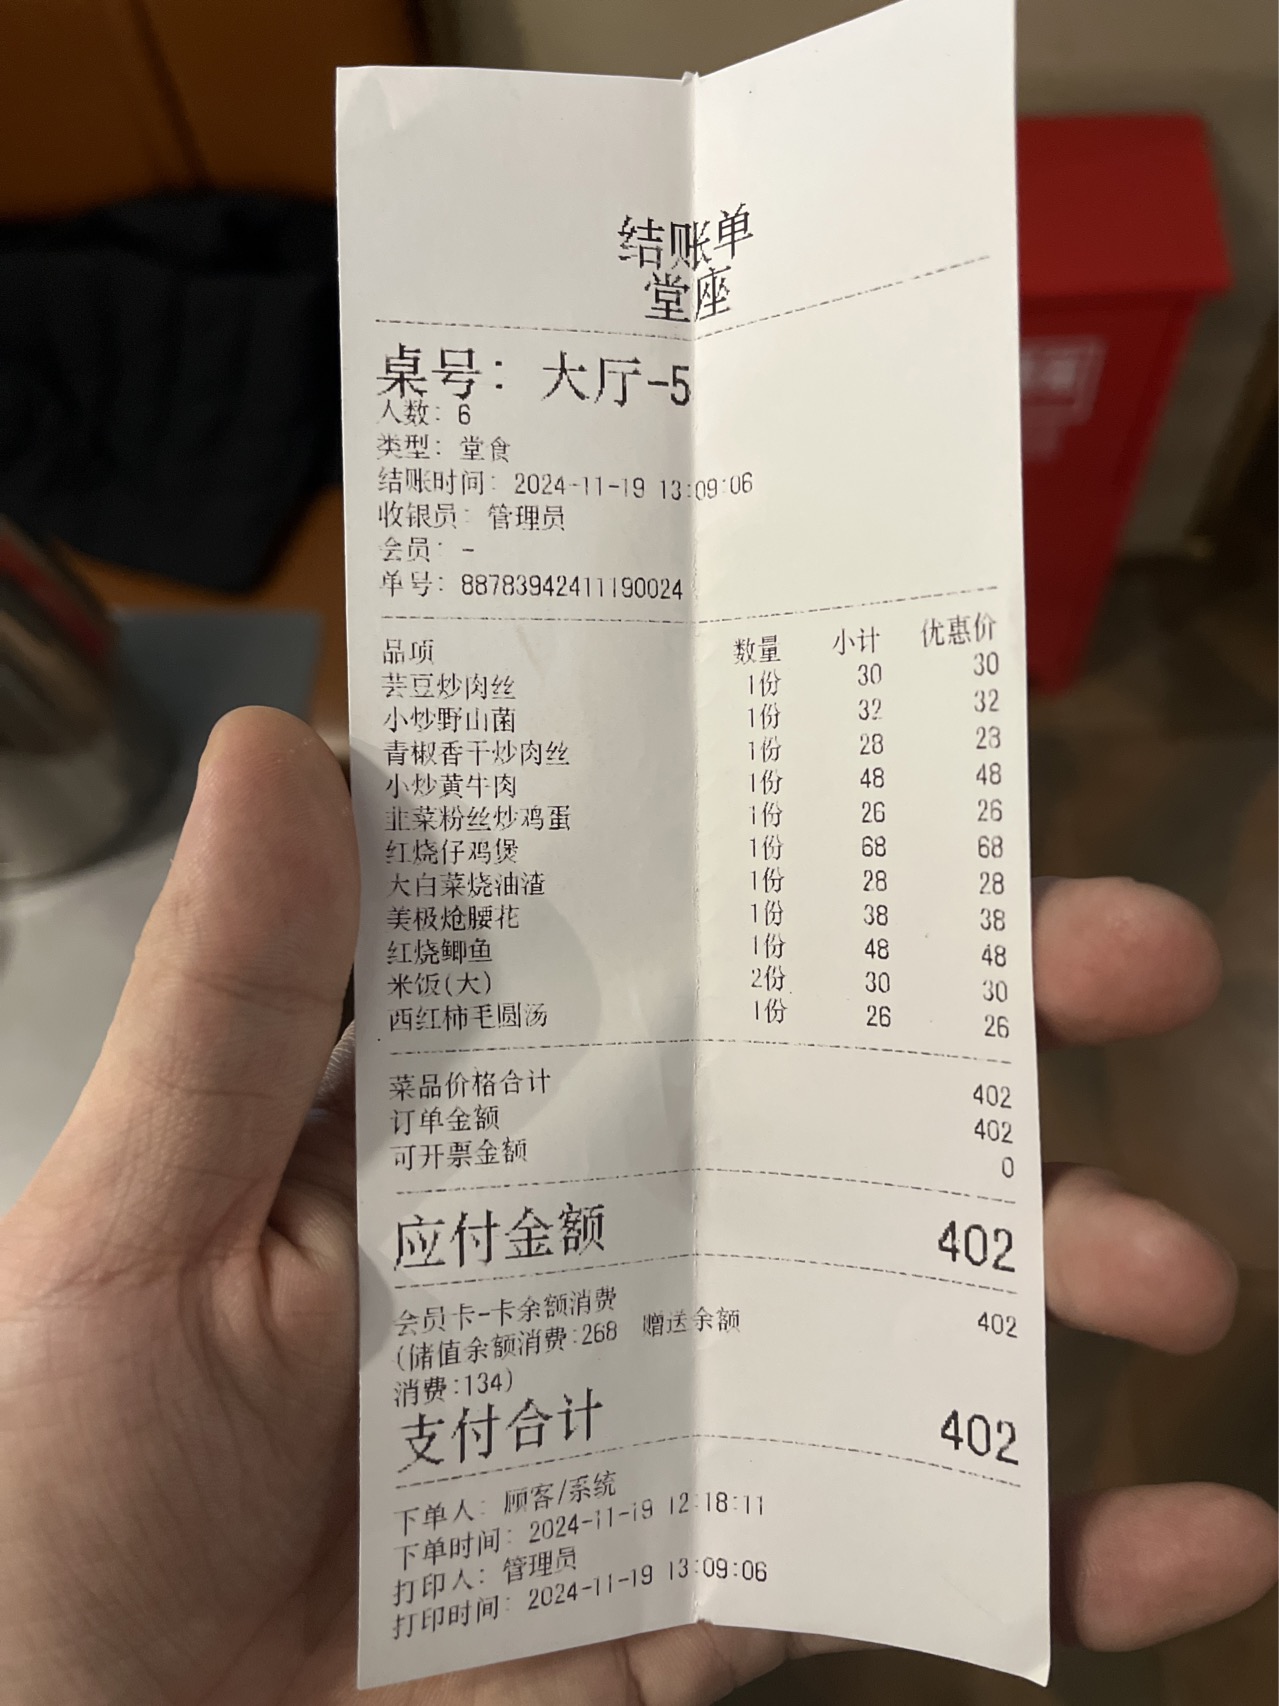 结账单
堂座
桌号: 大厅-5
人数: 6
类型: 堂食
结账时间: 2024-11-19 13:09:06
收银员: 管理员
会员: -
单号: 88783942411190024
品项 数量 小计 优惠价
芸豆炒肉丝 1份 30 30
小炒野山菌 1份 32 32
青椒香干炒肉丝 1份 28 28
小炒黄牛肉 1份 48 48
韭菜粉丝炒鸡蛋 1份 26 26
红烧仔鸡煲 1份 68 68
大白菜烧油渣 1份 28 28
美极炝腰花 1份 38 38
红烧鲫鱼 1份 48 48
米饭(大) 2份 30 30
西红柿毛圆汤 1份 26 26
菜品价格合计 402
订单金额 402
可开票金额 0
应付金额 402
会员卡-卡余额消费 402
(储值余额消费:268 赠送余额
消费:134)
支付合计 402
下单人: 顾客/系统
下单时间: 2024-11-19 12:18:11
打印人: 管理员
打印时间: 2024-11-19 13:09:06